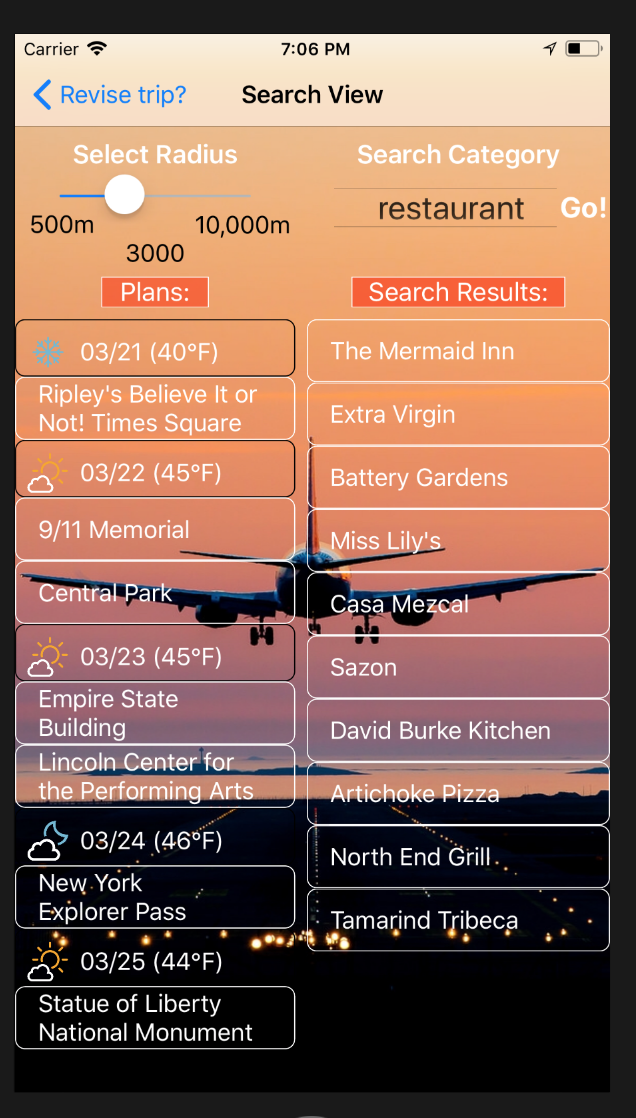 Carrier
7:06 PM
Revise trip?
Search View
Select Radius
500m
10,000m
3000
Search Category
restaurant
Go!
Plans:
03/21 (40°F)
Ripley's Believe It or
Not! Times Square
03/22 (45°F)
9/11 Memorial
Central Park
03/23 (45°F)
Empire State
Building
Lincoln Center for
the Performing Arts
03/24 (46°F)
New York
Explorer Pass
03/25 (44°F)
Statue of Liberty
National Monument
Search Results:
The Mermaid Inn
Extra Virgin
Battery Gardens
Miss Lily's
Casa Mezcal
Sazon
David Burke Kitchen
Artichoke Pizza
North End Grill
Tamarind Tribeca